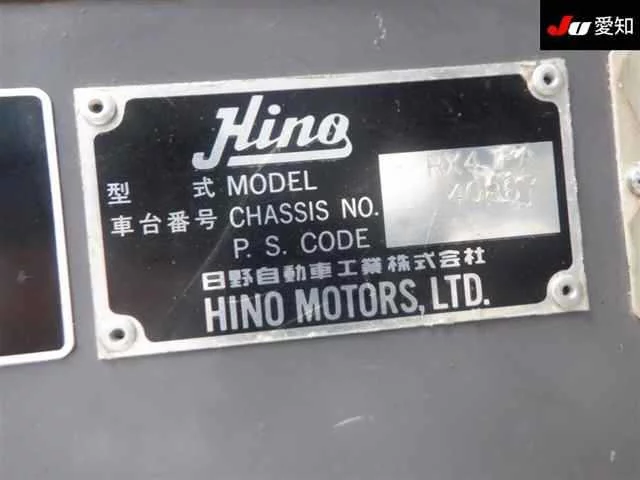 JU 愛知
Hino
型 式 MODEL
車台番号 CHASSIS NO.
P. S. CODE
日野自動車工業株式会社
HINO MOTORS, LTD.